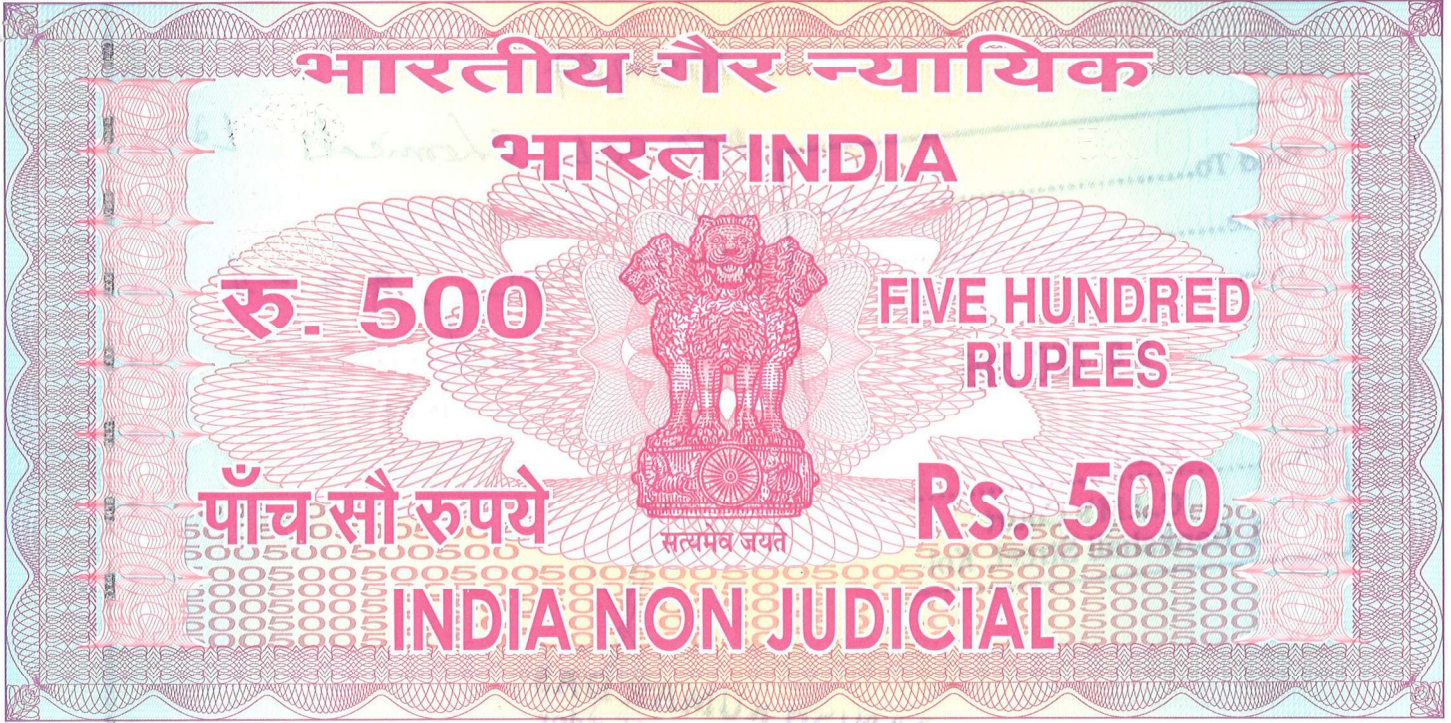 भारतीय गैर न्यायिक
भारत INDIA
रु. 500
FIVE HUNDRED
RUPEES
पाँच सौ रुपये
Rs. 500
सत्यमेव जयते
INDIA NON JUDICIAL